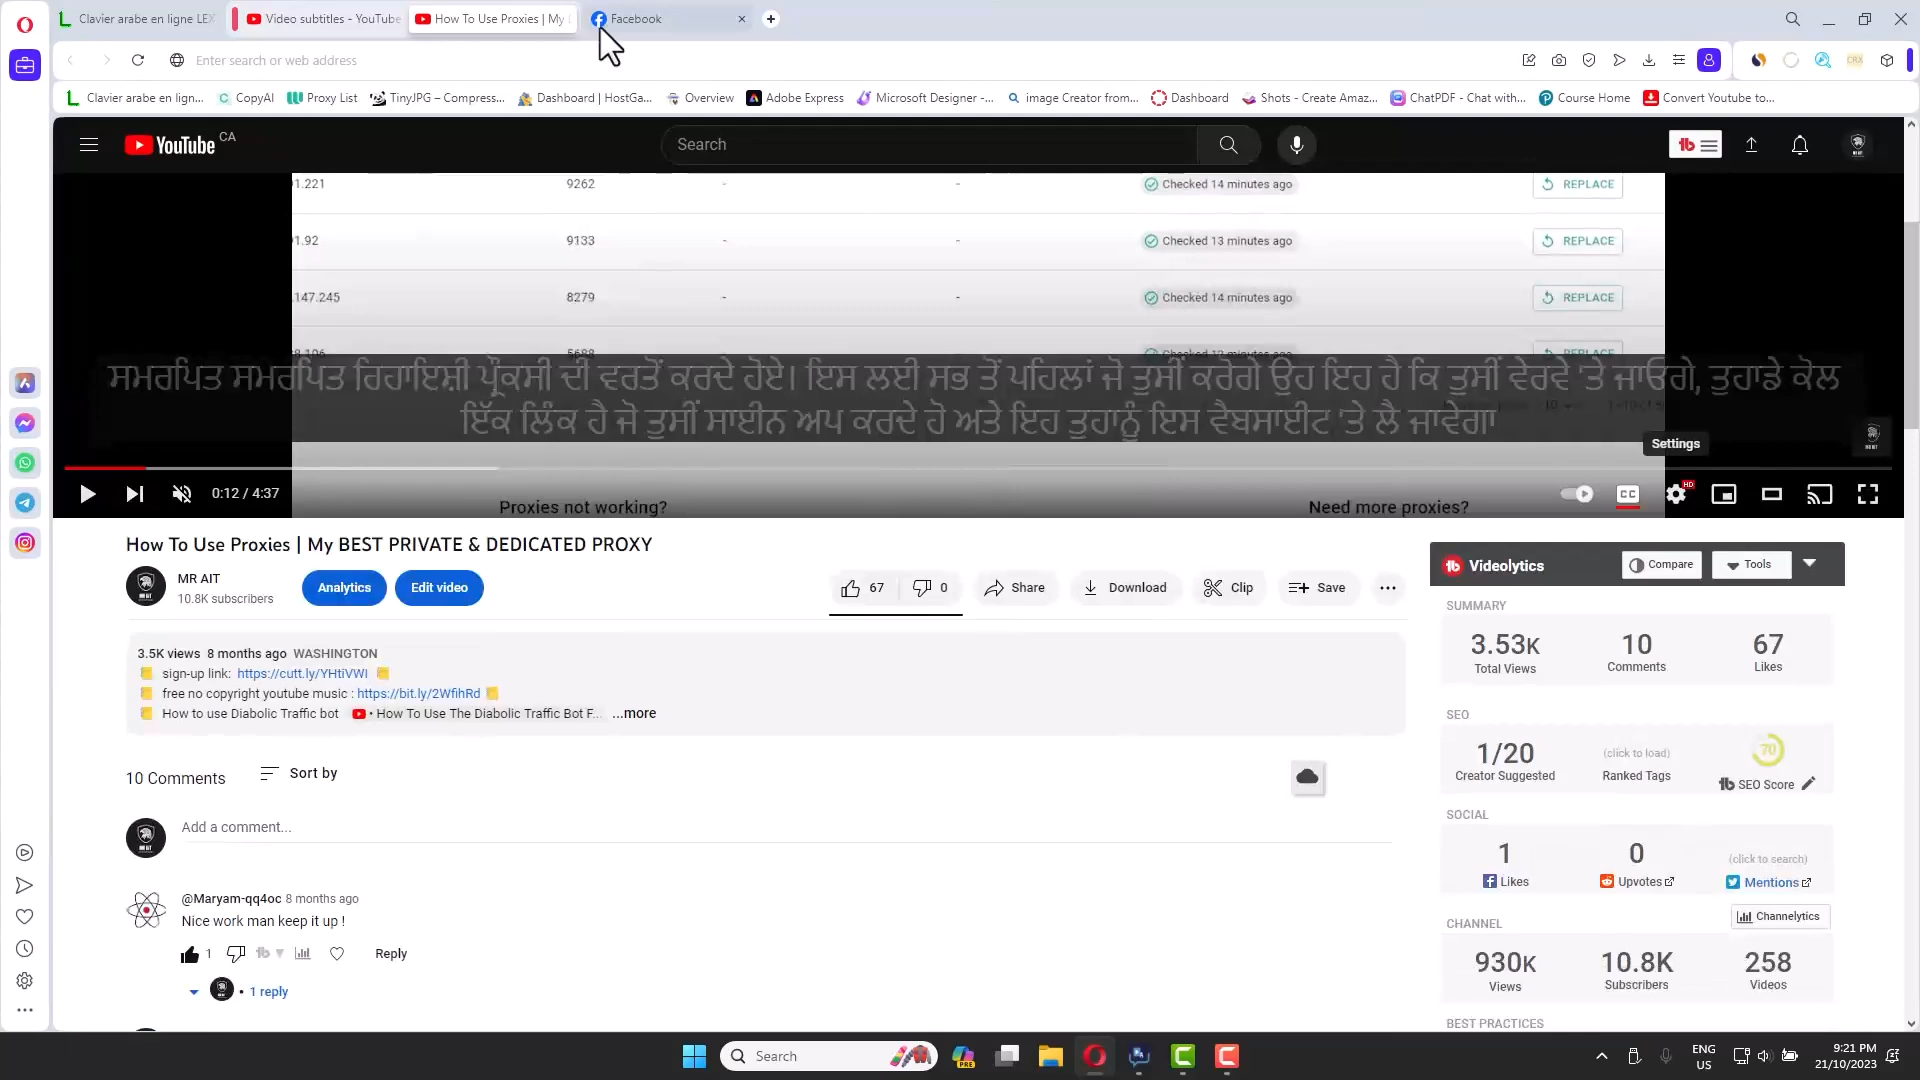 Clavier arabe en ligne LEX
Video subtitles - YouTube
How To Use Proxies | My
Facebook
Enter search or web address
Clavier arabe en lign...
CopyAI
Proxy List
TinyJPG – Compress...
Dashboard | HostGa...
Overview
Adobe Express
Microsoft Designer -...
image Creator from...
Dashboard
Shots - Create Amaz...
ChatPDF - Chat with...
Course Home
Convert Youtube to...
YouTube CA
Search
1.221 9262 - - Checked 14 minutes ago REPLACE
1.92 9133 - - Checked 13 minutes ago REPLACE
.147.245 8279 - - Checked 14 minutes ago REPLACE
ਸਮਰਪਿਤ ਸਮਰਪਿਤ ਰਿਹਾਇਸ਼ੀ ਪ੍ਰੌਕਸੀ ਦੀ ਵਰਤੋਂ ਕਰਦੇ ਹੋਏ। ਇਸ ਲਈ ਸਭ ਤੋਂ ਪਹਿਲਾਂ ਜੋ ਤੁਸੀਂ ਕਰੋਗੇ ਉਹ ਇਹ ਹੈ ਕਿ ਤੁਸੀਂ ਵੇਰਵੇ 'ਤੇ ਜਾਓਗੇ, ਤੁਹਾਡੇ ਕੋਲ
ਇੱਕ ਲਿੰਕ ਹੈ ਜੋ ਤੁਸੀਂ ਸਾਈਨ ਅਪ ਕਰਦੇ ਹੋ ਅਤੇ ਇਹ ਤੁਹਾਨੂੰ ਇਸ ਵੈਬਸਾਈਟ 'ਤੇ ਲੈ ਜਾਵੇਗਾ
Settings
0:12 / 4:37
Proxies not working? Need more proxies?
CC
HD
How To Use Proxies | My BEST PRIVATE & DEDICATED PROXY
MR AIT
10.8K subscribers
Analytics
Edit video
67
0
Share
Download
Clip
Save
3.5K views 8 months ago WASHINGTON
sign-up link: https://cutt.ly/YHtiVWI
free no copyright youtube music : https://bit.ly/2WfihRd
How to use Diabolic Traffic bot • How To Use The Diabolic Traffic Bot F... ...more
10 Comments
Sort by
Add a comment...
@Maryam-qq4oc 8 months ago
Nice work man keep it up !
1
Reply
• 1 reply
Videolytics
Compare
Tools
SUMMARY
3.53K 10 67
Total Views Comments Likes
SEO
1/20 (click to load) 70
Creator Suggested Ranked Tags SEO Score
SOCIAL
1 0 (click to search)
Likes Upvotes Mentions
Channelytics
CHANNEL
930K 10.8K 258
Views Subscribers Videos
BEST PRACTICES
Search
PRE
ENG
US
9:21 PM
21/10/2023